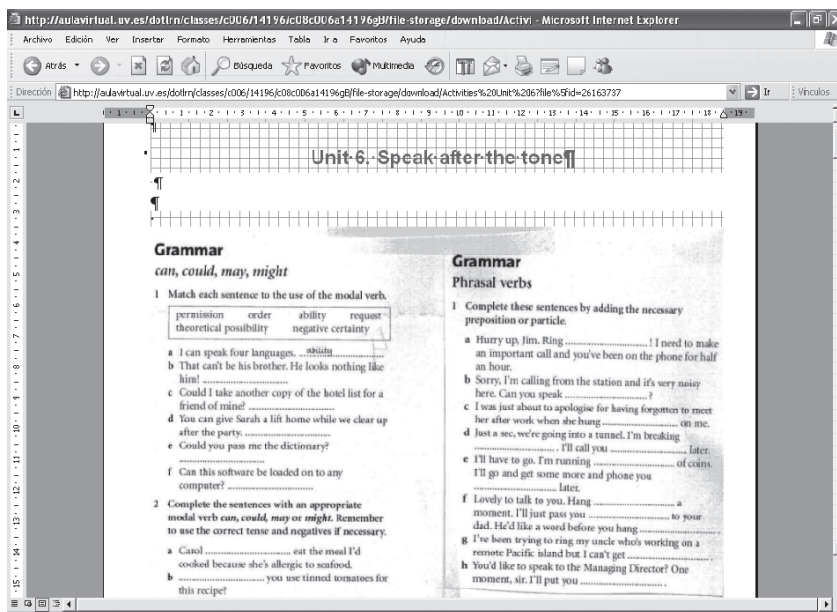 http://aulavirtual.uv.es/dotlrn/classes/c006/14196/c08c006a14196gB/file-storage/download/Activi - Microsoft Internet Explorer
Archivo Edición Ver Insertar Formato Herramientas Tabla Ir a Favoritos Ayuda
Atrás Búsqueda Favoritos Multimedia
Dirección http://aulavirtual.uv.es/dotlrn/classes/c006/14196/c08c006a14196gB/file-storage/download/Activities%20Unit%206?file%5fid=26163737 Ir Vínculos
Unit·6.·Speak·after·the·tone¶
¶
¶
Grammar
can, could, may, might
1 Match each sentence to the use of the modal verb.
permission order ability request
theoretical possibility negative certainty
a I can speak four languages. ability
b That can't be his brother. He looks nothing like
him! ..........
c Could I take another copy of the hotel list for a
friend of mine? ..........
d You can give Sarah a lift home while we clear up
after the party. ..........
e Could you pass me the dictionary?
..........
f Can this software be loaded on to any
computer? ..........
2 Complete the sentences with an appropriate
modal verb can, could, may or might. Remember
to use the correct tense and negatives if necessary.
a Carol .......... eat the meal I'd
cooked because she's allergic to seafood.
b .......... you use tinned tomatoes for
this recipe?
Grammar
Phrasal verbs
1 Complete these sentences by adding the necessary
preposition or particle.
a Hurry up, Jim. Ring .......... ! I need to make
an important call and you've been on the phone for half
an hour.
b Sorry, I'm calling from the station and it's very noisy
here. Can you speak .......... ?
c I was just about to apologise for having forgotten to meet
her after work when she hung .......... on me.
d Just a sec, we're going into a tunnel. I'm breaking
.......... . I'll call you .......... later.
e I'll have to go. I'm running .......... of coins.
I'll go and get some more and phone you
.......... later.
f Lovely to talk to you. Hang .......... a
moment. I'll just pass you .......... to your
dad. He'd like a word before you hang ..........
g I've been trying to ring my uncle who's working on a
remote Pacific island but I can't get ..........
h You'd like to speak to the Managing Director? One
moment, sir. I'll put you .......... .